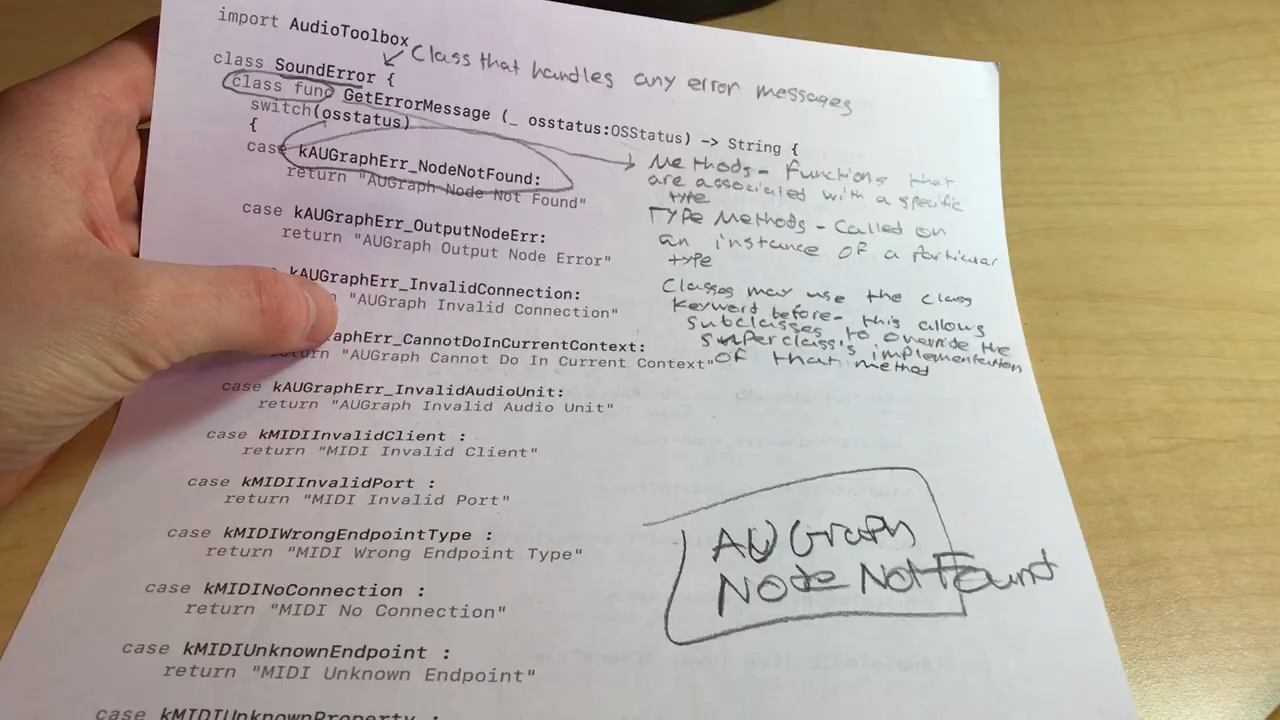 import AudioToolbox
Class that handles any error messages
class SoundError {
class func GetErrorMessage (_ osstatus:OSStatus) -> String {
switch(osstatus)
{
case kAUGraphErr_NodeNotFound:
return "AUGraph Node Not Found"
case kAUGraphErr_OutputNodeErr:
return "AUGraph Output Node Error"
kAUGraphErr_InvalidConnection:
"AUGraph Invalid Connection"
raphErr_CannotDoInCurrentContext:
return "AUGraph Cannot Do In Current Context"
case kAUGraphErr_InvalidAudioUnit:
return "AUGraph Invalid Audio Unit"
case kMIDIInvalidClient :
return "MIDI Invalid Client"
case kMIDIInvalidPort :
return "MIDI Invalid Port"
case kMIDIWrongEndpointType :
return "MIDI Wrong Endpoint Type"
case kMIDINoConnection :
return "MIDI No Connection"
case kMIDIUnknownEndpoint :
return "MIDI Unknown Endpoint"
case kMIDIUnknownProperty :
Methods - Functions that
are associated with a specific
type
Type Methods - Called on
an instance of a particular
type
Classes may use the class
keyword before - this allows
subclasses to override the
superclass's implementation
of that method
AU Graph
Node Not Found